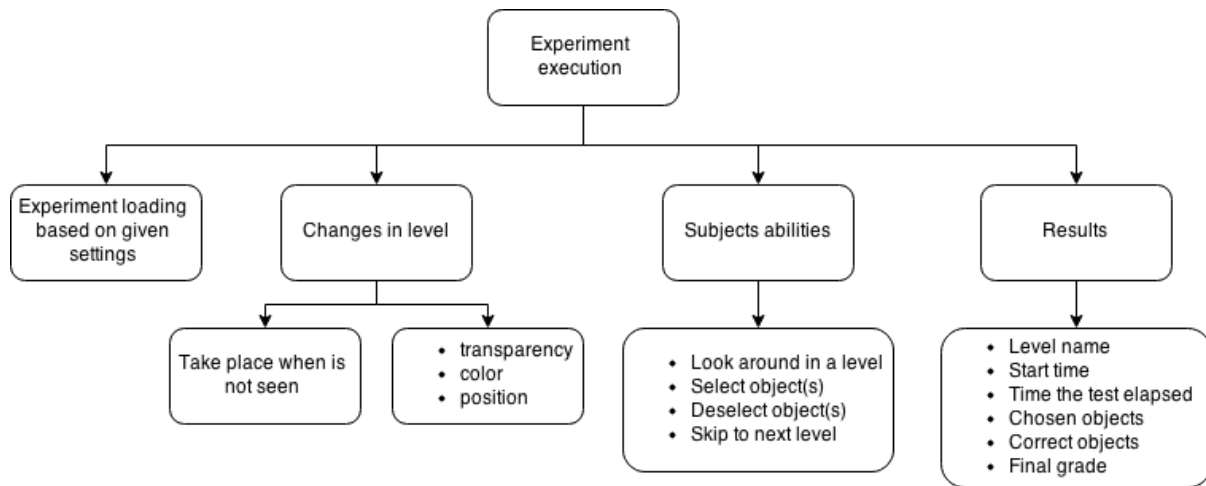 Experiment
execution
Experiment loading
based on given
settings
Changes in level
Subjects abilities
Results
Take place when is
not seen
• transparency
• color
• position
• Look around in a level
• Select object(s)
• Deselect object(s)
• Skip to next level
• Level name
• Start time
• Time the test elapsed
• Chosen objects
• Correct objects
• Final grade